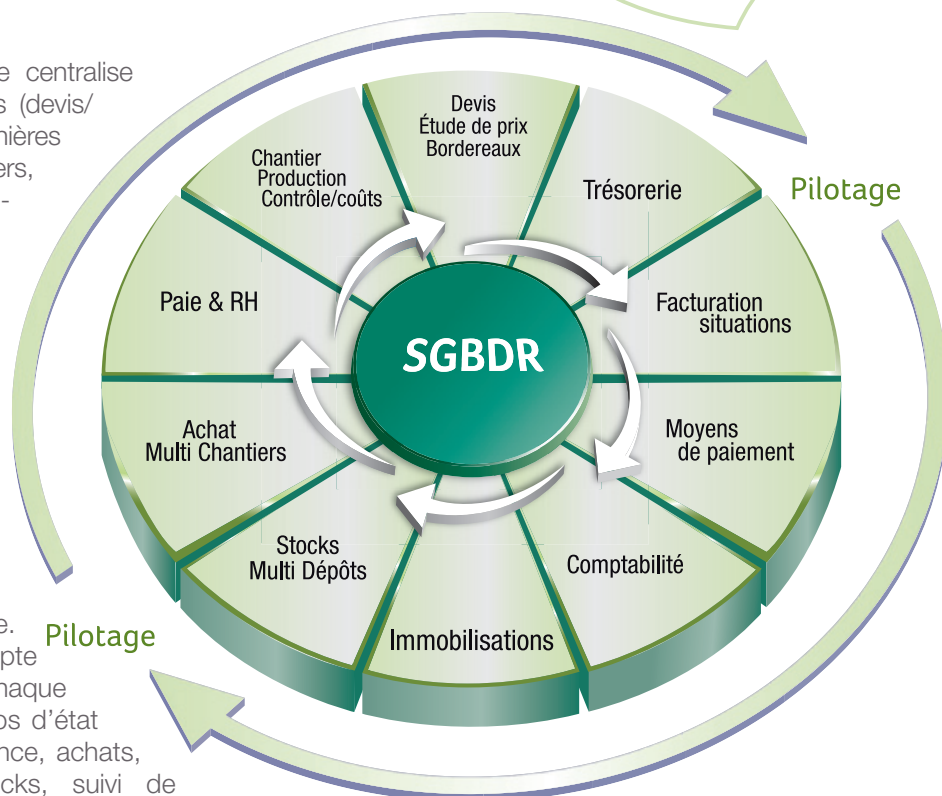 e centralise
s (devis/
nières
ers,
-
Devis
Étude de prix
Bordereaux
Trésorerie
Pilotage
Facturation
situations
Moyens
de paiement
Comptabilité
Immobilisations
Stocks
Multi Dépôts
Achat
Multi Chantiers
Paie & RH
Chantier
Production
Contrôle/coûts
SGBDR
Pilotage
e.
pte
haque
os d'état
nce, achats,
cks, suivi de